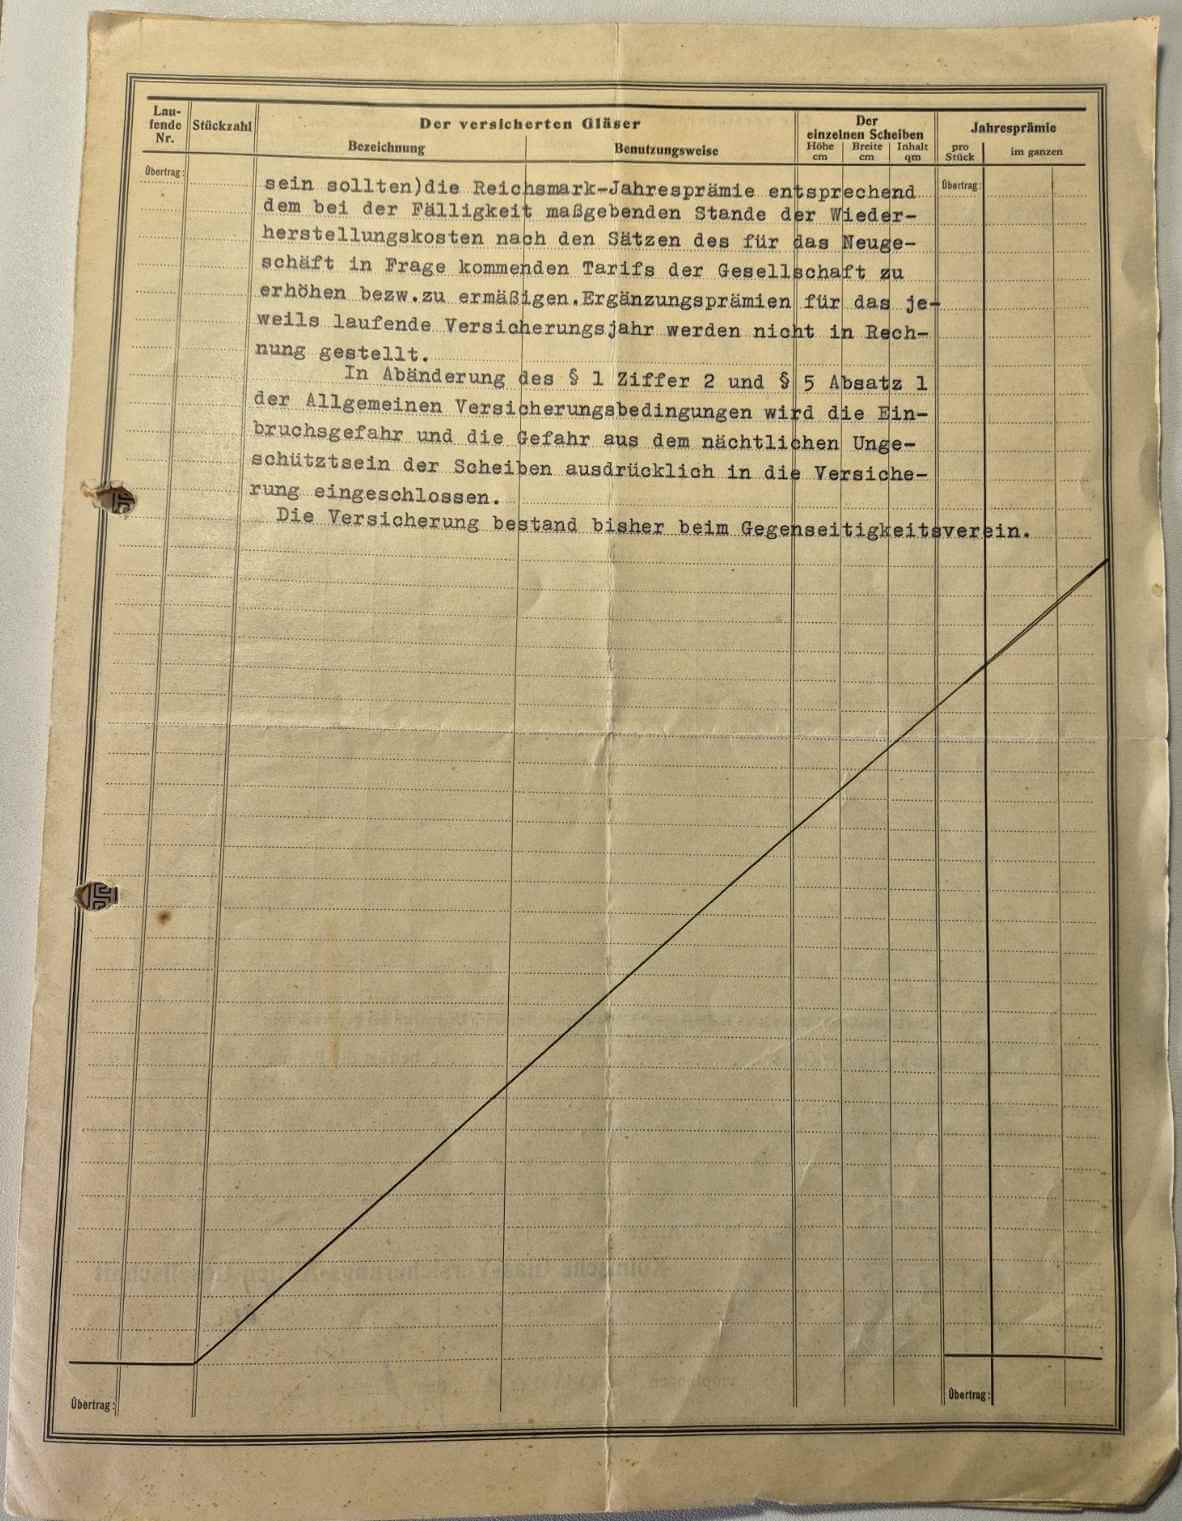 Lau-
fende
Nr.
Stückzahl
Der versicherten Gläser
Bezeichnung
Benutzungsweise
Der
einzelnen Scheiben
Höhe
cm
Breite
cm
Inhalt
qm
Jahresprämie
pro
Stück
im ganzen
Übertrag:
Übertrag:
sein sollten)die Reichsmark-Jahresprämie entsprechend
dem bei der Fälligkeit maßgebenden Stande der Wieder-
herstellungskosten nach den Sätzen des für das Neuge-
schäft in Frage kommenden Tarifs der Gesellschaft zu
erhöhen bezw.zu ermäßigen.Ergänzungsprämien für das je-
weils laufende Versicherungsjahr werden nicht in Rech-
nung gestellt.
In Abänderung des § 1 Ziffer 2 und § 5 Absatz 1
der Allgemeinen Versicherungsbedingungen wird die Ein-
bruchsgefahr und die Gefahr aus dem nächtlichen Unge-
schütztsein der Scheiben ausdrücklich in die Versiche-
rung eingeschlossen.
Die Versicherung bestand bisher beim Gegenseitigkeitsverein.
Übertrag:
Übertrag: